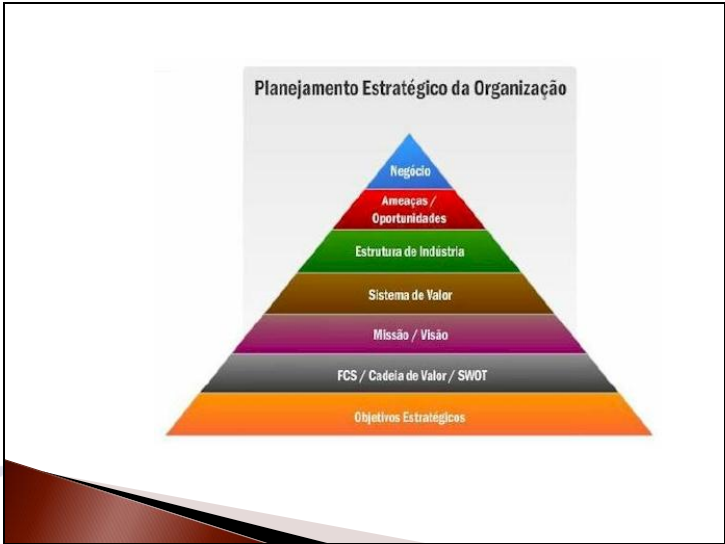 Planejamento Estratégico da Organização
Negócio
Ameaças /
Oportunidades
Estrutura de Indústria
Sistema de Valor
Missão / Visão
FCS / Cadeia de Valor / SWOT
Objetivos Estratégicos